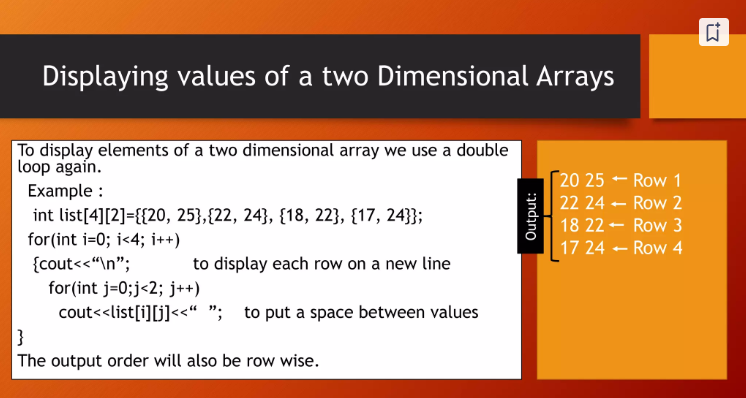 Displaying values of a two Dimensional Arrays
To display elements of a two dimensional array we use a double
loop again.
Example :
int list[4][2]={{20, 25},{22, 24}, {18, 22}, {17, 24}};
for(int i=0; i<4; i++)
{cout<<“\n”; to display each row on a new line
for(int j=0;j<2; j++)
cout<<list[i][j]<<“ ”; to put a space between values
}
The output order will also be row wise.
Output:
20 25 ← Row 1
22 24 ← Row 2
18 22 ← Row 3
17 24 ← Row 4